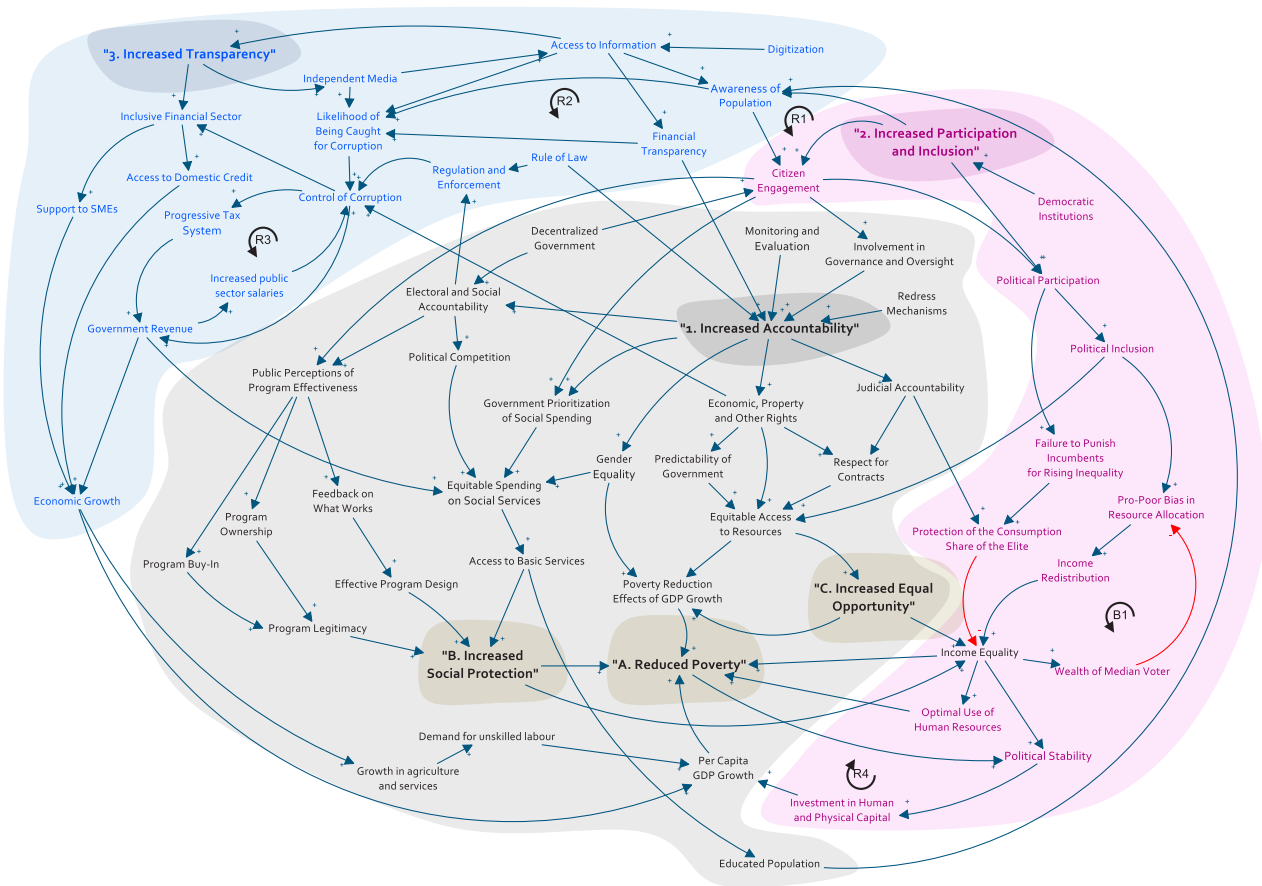 "3. Increased Transparency"
Access to Information
Digitization
Independent Media
Awareness of
Population
R2
R1
Inclusive Financial Sector
Likelihood of
Being Caught
for Corruption
Financial
Transparency
"2. Increased Participation
and Inclusion"
Rule of Law
Access to Domestic Credit
Regulation and
Enforcement
Citizen
Engagement
Support to SMEs
Progressive Tax
System
Control of Corruption
Democratic
Institutions
R3
Decentralized
Government
Monitoring and
Evaluation
Involvement in
Governance and Oversight
Increased public
sector salaries
Electoral and Social
Accountability
Political Participation
Redress
Mechanisms
Government Revenue
"1. Increased Accountability"
Political Competition
Political Inclusion
Public Perceptions of
Program Effectiveness
Judicial Accountability
Government Prioritization
of Social Spending
Economic, Property
and Other Rights
Failure to Punish
Incumbents
for Rising Inequality
Gender
Equality
Predictability of
Government
Respect for
Contracts
Economic Growth
Feedback on
What Works
Equitable Spending
on Social Services
Pro-Poor Bias in
Resource Allocation
Program
Ownership
Equitable Access
to Resources
Protection of the Consumption
Share of the Elite
Program Buy-In
Access to Basic Services
Income
Redistribution
Effective Program Design
Poverty Reduction
Effects of GDP Growth
"C. Increased Equal
Opportunity"
B1
Program Legitimacy
"B. Increased
Social Protection"
"A. Reduced Poverty"
Income Equality
Wealth of Median Voter
Optimal Use of
Human Resources
Demand for unskilled labour
Political Stability
Growth in agriculture
and services
Per Capita
GDP Growth
R4
Investment in Human
and Physical Capital
Educated Population